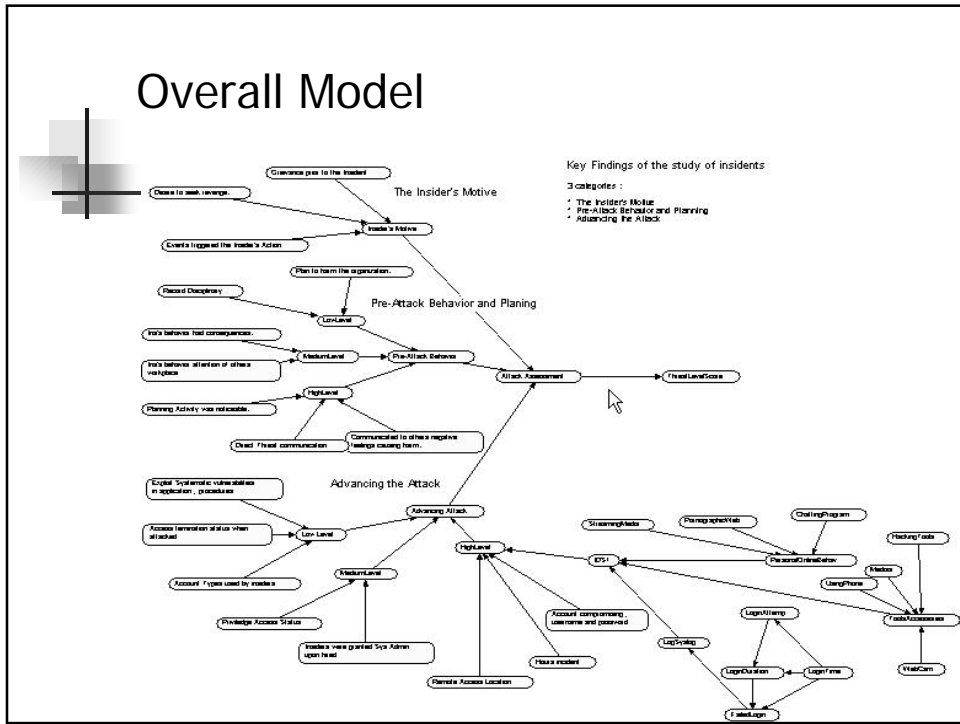 Overall Model
Key Findings of the study of insidents
3 categories :
* The Insider's Motive
* Pre-Attack Behavior and Planning
* Advancing the Attack
Grievance prior to the Insident
The Insider's Motive
Desire to seek revenge.
Insider's Motive
Events triggered the Insider's Action
Plan to harm the organization.
Record Disciplinary
Pre-Attack Behavior and Planing
Low-Level
Ins's behavior had consequences.
MediumLevel
Pre-Attack Behavior
Ins's behavior attention of others
workplace
Attack Assessment
ThreatLevelScore
HighLevel
Planning Activity was noticeable.
Direct Threat communication
Communicated to others negative
feelings causing harm.
Exploit Systematic vulnerabilities
in application , procedures
Advancing the Attack
Advancing Attack
StreamingMedia
PornographicWeb
ChattingProgram
Access termination status when
attacked
Low Level
HackingTools
HighLevel
PersonalOnlineBehav
MediumLevel
UsingPhone
Account Types used by insiders
Priviledge Access Status
Account compromising
username and password
LoginAttemp
ToolsAccessories
LogSyslog
Insiders were granted Sys Admin
upon hired
Hours incident
LoginDuration
LoginTime
WebCam
Remote Access Location
FailedLogin